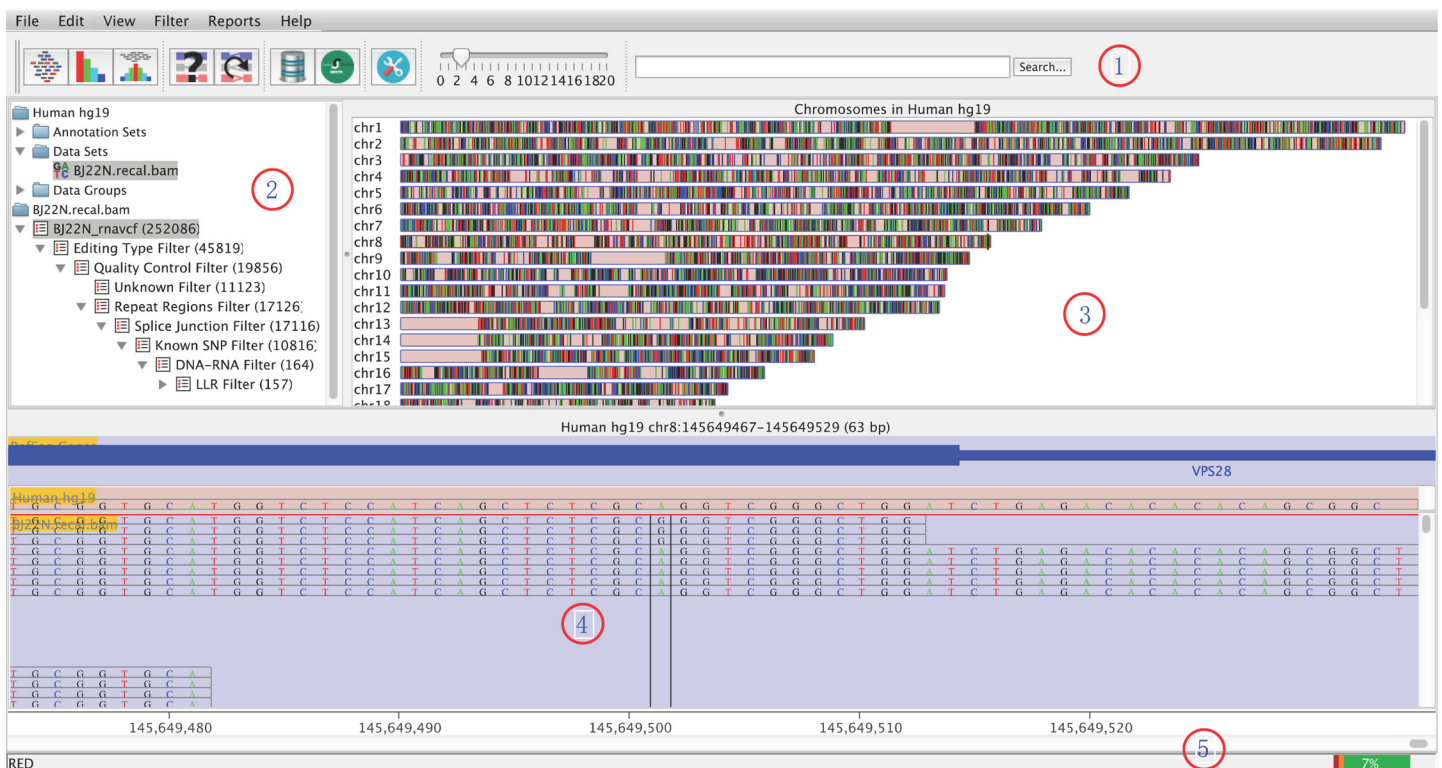 File Edit View Filter Reports Help
0 2 4 6 8 10 12 14 16 18 20
Search...
1
Human hg19
Annotation Sets
Data Sets
BJ22N.recal.bam
Data Groups
BJ22N.recal.bam
BJ22N_rnavcf (252086)
Editing Type Filter (45819)
Quality Control Filter (19856)
Unknown Filter (11123)
Repeat Regions Filter (17126)
Splice Junction Filter (17116)
Known SNP Filter (10816)
DNA-RNA Filter (164)
LLR Filter (157)
2
Chromosomes in Human hg19
chr1
chr2
chr3
chr4
chr5
chr6
chr7
chr8
chr9
chr10
chr11
chr12
chr13
chr14
chr15
chr16
chr17
chr18
3
Human hg19 chr8:145649467-145649529 (63 bp)
RefSeq Genes
VPS28
Human hg19
T G C G G T G C A T G G T C T C C A T C A G C T C T C G C A G G T C G G G C T G G A T C T G A G A C A C A C A G C G G C
BJ22N.recal.bam
T G C G G T G C A T G G T C T C C A T C A G C T C T C G C G G G T C G G G C T G G
T G C G G T G C A T G G T C T C C A T C A G C T C T C G C G G G T C G G G C T G G
T G C G G T G C A T G G T C T C C A T C A G C T C T C G C G G G T C G G G C T G G
T G C G G T G C A T G G T C T C C A T C A G C T C T C G C A G G T C G G G C T G G A T C T G A G A C A C A C A G C G G C T
T G C G G T G C A T G G T C T C C A T C A G C T C T C G C A G G T C G G G C T G G A T C T G A G A C A C A C A G C G G C T
T G C G G T G C A T G G T C T C C A T C A G C T C T C G C A G G T C G G G C T G G A T C T G A G A C A C A C A G C G G C T
T G C G G T G C A T G G T C T C C A T C A G C T C T C G C A G G T C G G G C T G G A T C T G A G A C A C A C A G C G G C T
T G C G G T G C A T G G T C T C C A T C A G C T C T C G C A G G T C G G G C T G G A T C T G A G A C A C A C A G C G G C T
4
T G C G G T G C A
T G C G G T G C A
T G C G G T G C A
T G C G G T G C A
145,649,480 145,649,490 145,649,500 145,649,510 145,649,520
5
RED
7%